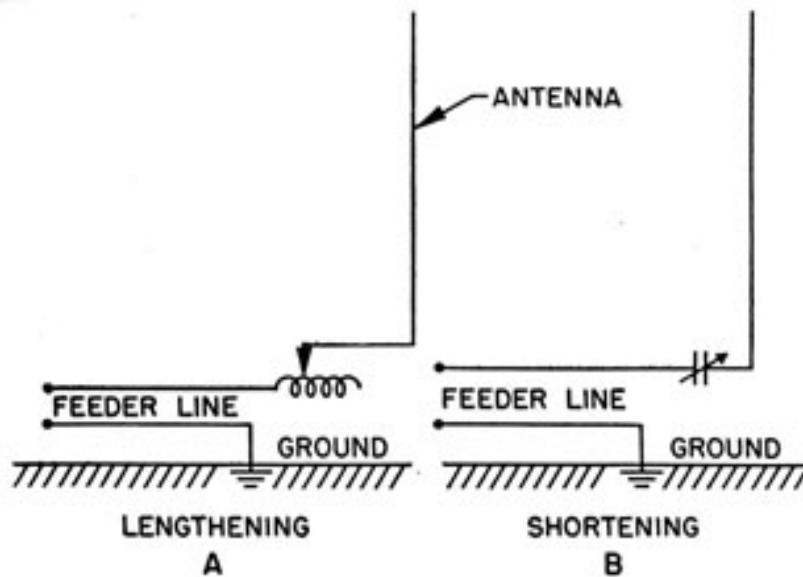 ANTENNA
FEEDER LINE
GROUND
LENGTHENING
A
FEEDER LINE
GROUND
SHORTENING
B